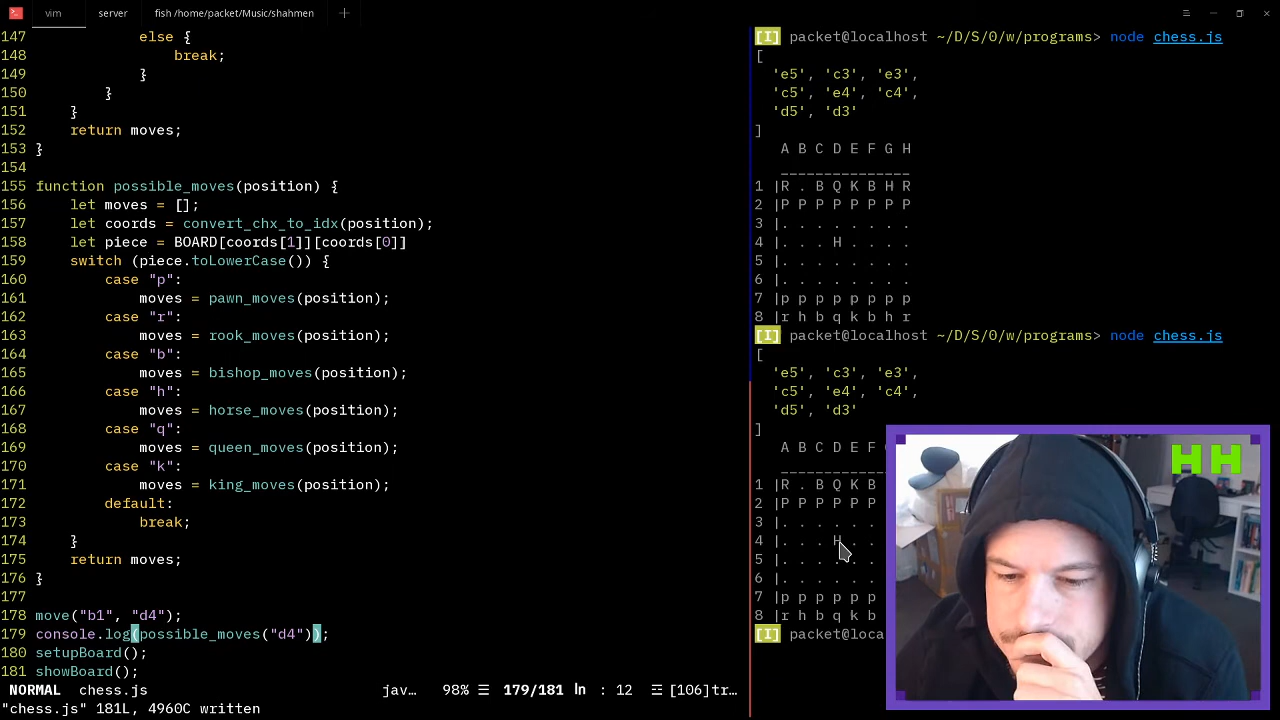 vim
server
fish /home/packet/Music/shahmen
147 else {
148 break;
149 }
150 }
151 }
152 return moves;
153 }
154
155 function possible_moves(position) {
156 let moves = [];
157 let coords = convert_chx_to_idx(position);
158 let piece = BOARD[coords[1]][coords[0]]
159 switch (piece.toLowerCase()) {
160 case "p":
161 moves = pawn_moves(position);
162 case "r":
163 moves = rook_moves(position);
164 case "b":
165 moves = bishop_moves(position);
166 case "h":
167 moves = horse_moves(position);
168 case "q":
169 moves = queen_moves(position);
170 case "k":
171 moves = king_moves(position);
172 default:
173 break;
174 }
175 return moves;
176 }
177
178 move("b1", "d4");
179 console.log(possible_moves("d4"));
180 setupBoard();
181 showBoard();
NORMAL chess.js jav… 98% ☰ 179/181 ln : 12 ☲ [106]tr…
"chess.js" 181L, 4960C written
[I] packet@localhost ~/D/S/0/w/programs> node chess.js
[
'e5', 'c3', 'e3',
'c5', 'e4', 'c4',
'd5', 'd3'
]
A B C D E F G H
_______________
1 |R . B Q K B H R
2 |P P P P P P P P
3 |. . . . . . . .
4 |. . . H . . . .
5 |. . . . . . . .
6 |. . . . . . . .
7 |p p p p p p p p
8 |r h b q k b h r
[I] packet@localhost ~/D/S/0/w/programs> node chess.js
[
'e5', 'c3', 'e3',
'c5', 'e4', 'c4',
'd5', 'd3'
]
A B C D E F G
_____________
1 |R . B Q K B
2 |P P P P P P
3 |. . . . . .
4 |. . . H . .
5 |. . . . . .
6 |. . . . . .
7 |p p p p p p
8 |r h b q k b
[I] packet@loca
HH